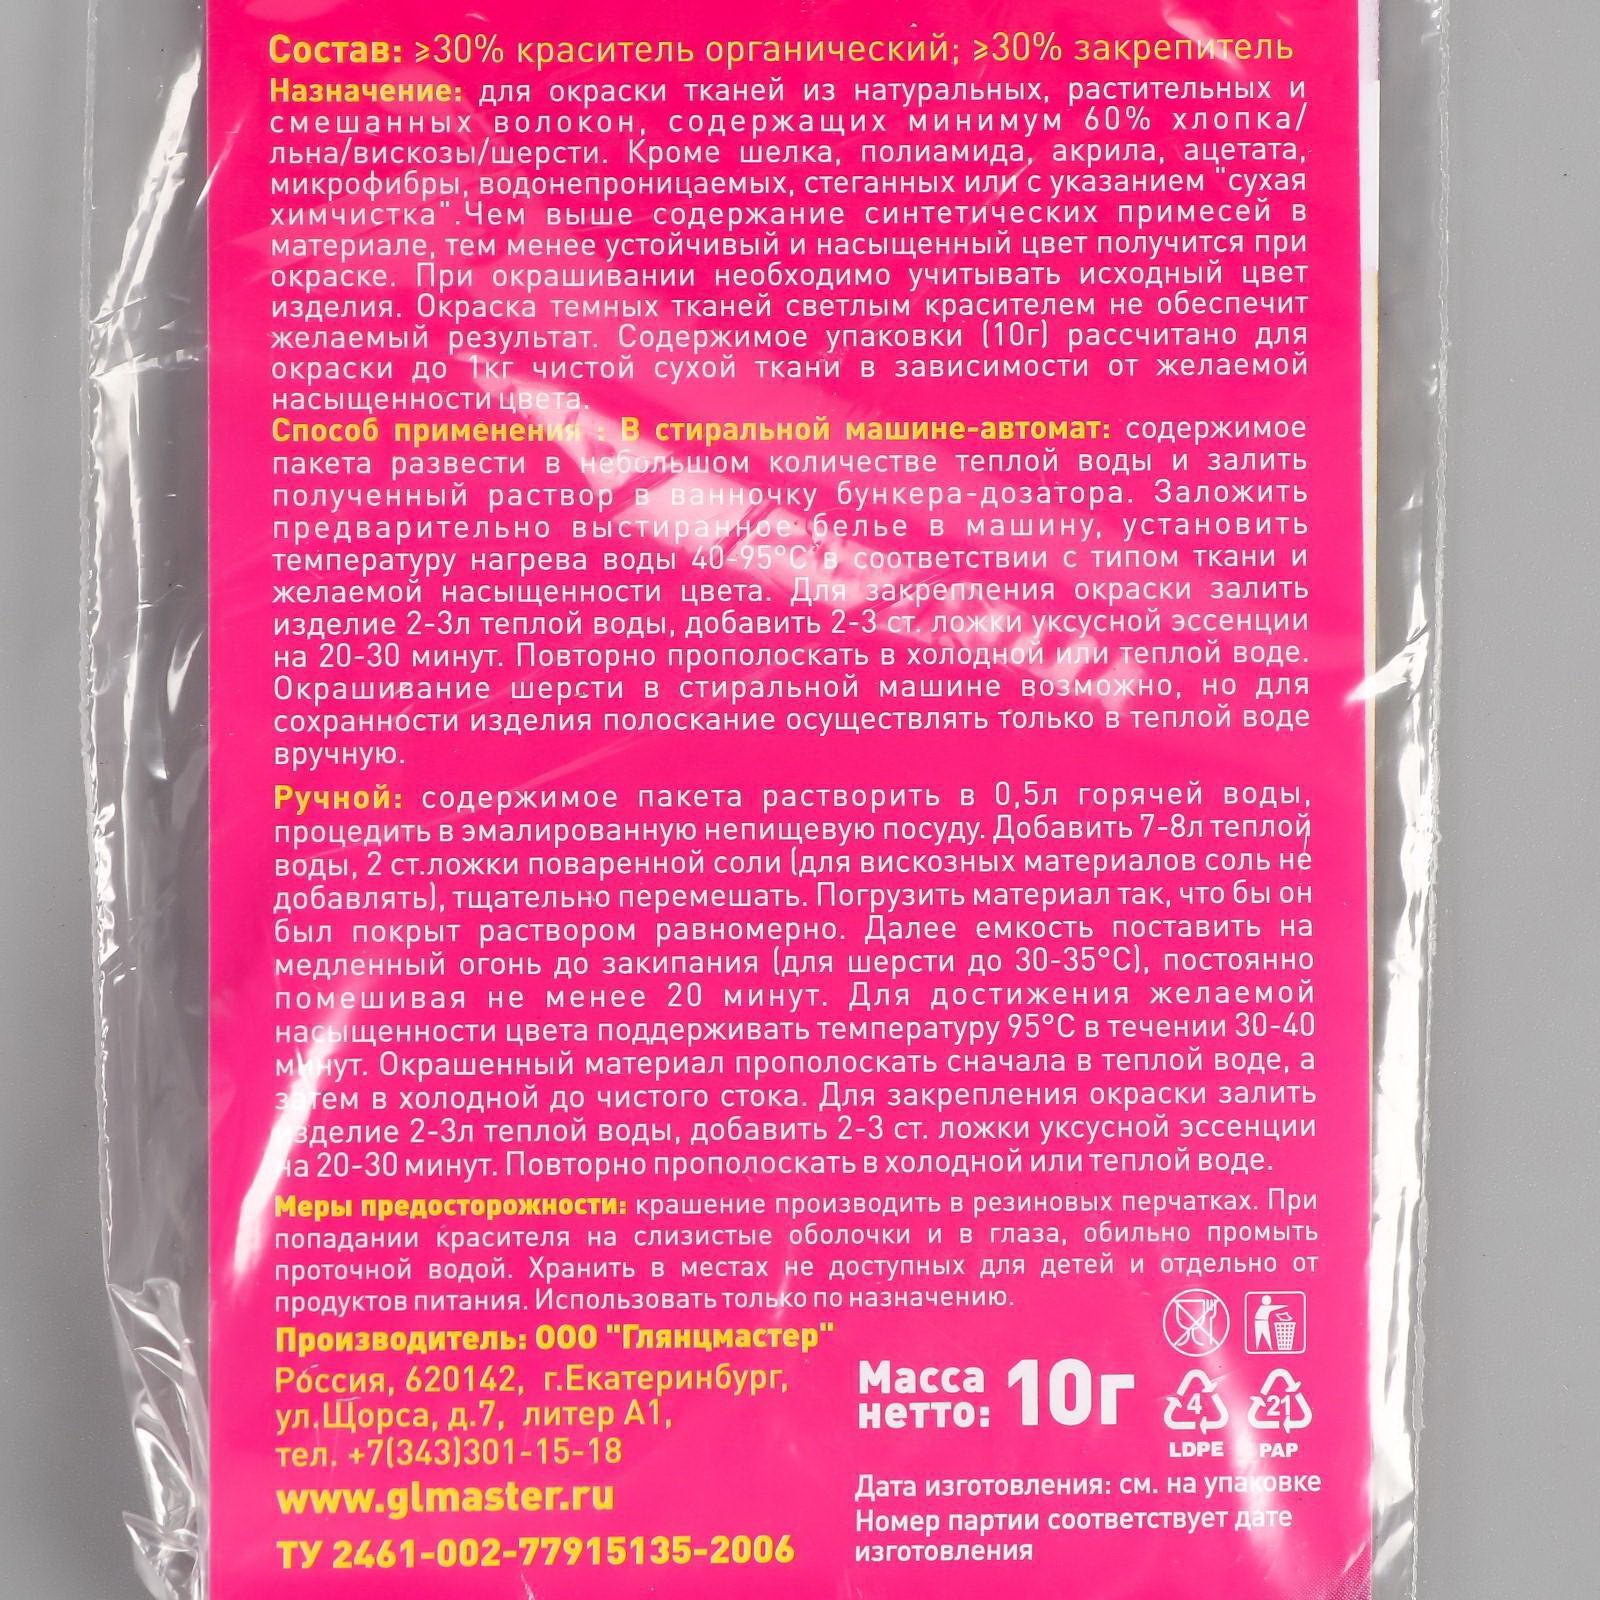 Состав: ≥30% краситель органический; ≥30% закрепитель
Назначение: для окраски тканей из натуральных, растительных и
смешанных волокон, содержащих минимум 60% хлопка/
льна/вискозы/шерсти. Кроме шелка, полиамида, акрила, ацетата,
микрофибры, водонепроницаемых, стеганных или с указанием "сухая
химчистка".Чем выше содержание синтетических примесей в
материале, тем менее устойчивый и насыщенный цвет получится при
окраске. При окрашивании необходимо учитывать исходный цвет
изделия. Окраска темных тканей светлым красителем не обеспечит
желаемый результат. Содержимое упаковки (10г) рассчитано для
окраски до 1кг чистой сухой ткани в зависимости от желаемой
насыщенности цвета.
Способ применения : В стиральной машине-автомат: содержимое
пакета развести в небольшом количестве теплой воды и залить
полученный раствор в ванночку бункера-дозатора. Заложить
предварительно выстиранное белье в машину, установить
температуру нагрева воды 40-95°С в соответствии с типом ткани и
желаемой насыщенности цвета. Для закрепления окраски залить
изделие 2-3л теплой воды, добавить 2-3 ст. ложки уксусной эссенции
на 20-30 минут. Повторно прополоскать в холодной или теплой воде.
Окрашивание шерсти в стиральной машине возможно, но для
сохранности изделия полоскание осуществлять только в теплой воде
вручную.
Ручной: содержимое пакета растворить в 0,5л горячей воды,
процедить в эмалированную непищевую посуду. Добавить 7-8л теплой
воды, 2 ст.ложки поваренной соли (для вискозных материалов соль не
добавлять), тщательно перемешать. Погрузить материал так, что бы он
был покрыт раствором равномерно. Далее емкость поставить на
медленный огонь до закипания (для шерсти до 30-35°С), постоянно
помешивая не менее 20 минут. Для достижения желаемой
насыщенности цвета поддерживать температуру 95°С в течении 30-40
минут. Окрашенный материал прополоскать сначала в теплой воде, а
затем в холодной до чистого стока. Для закрепления окраски залить
изделие 2-3л теплой воды, добавить 2-3 ст. ложки уксусной эссенции
на 20-30 минут. Повторно прополоскать в холодной или теплой воде.
Меры предосторожности: крашение производить в резиновых перчатках. При
попадании красителя на слизистые оболочки и в глаза, обильно промыть
проточной водой. Хранить в местах не доступных для детей и отдельно от
продуктов питания. Использовать только по назначению.
Производитель: ООО "Глянцмастер"
Россия, 620142, г.Екатеринбург,
ул.Щорса, д.7, литер А1,
тел. +7(343)301-15-18
www.glmaster.ru
ТУ 2461-002-77915135-2006
Масса
нетто: 10г
4 21
LDPE PAP
Дата изготовления: см. на упаковке
Номер партии соответствует дате
изготовления